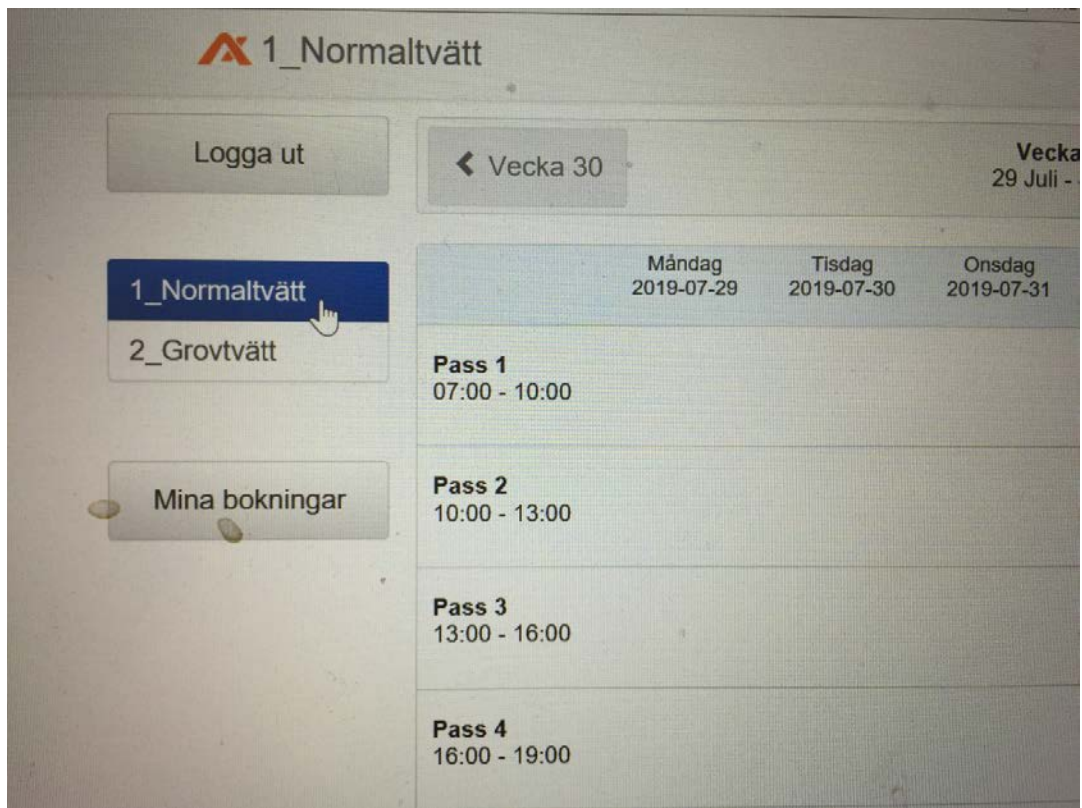 1_Normaltvätt
Logga ut
Vecka 30
Vecka
29 Juli -
1_Normaltvätt
2_Grovtvätt
Mina bokningar
Måndag Tisdag Onsdag
2019-07-29 2019-07-30 2019-07-31
Pass 1
07:00 - 10:00
Pass 2
10:00 - 13:00
Pass 3
13:00 - 16:00
Pass 4
16:00 - 19:00